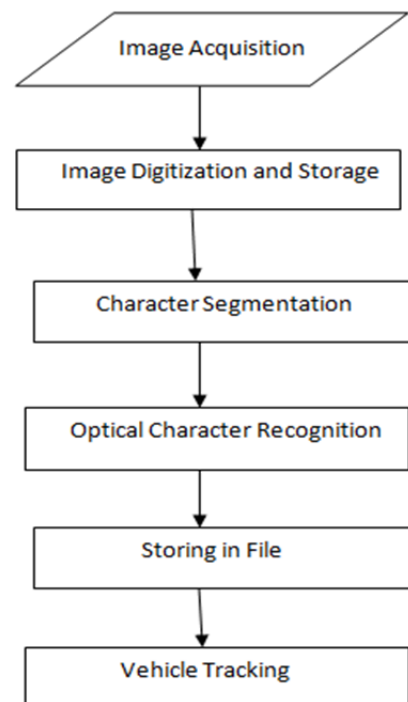 Image Acquisition
Image Digitization and Storage
Character Segmentation
Optical Character Recognition
Storing in File
Vehicle Tracking